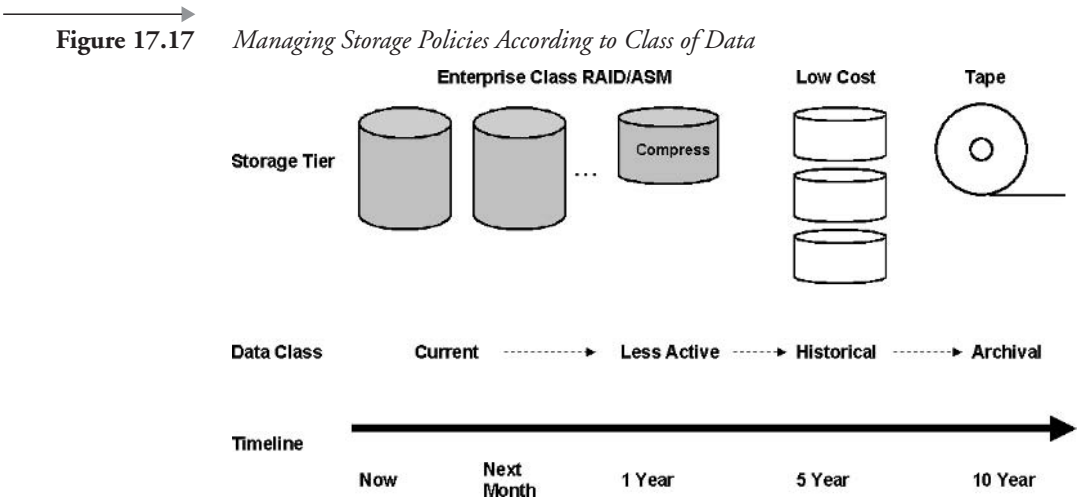 Figure 17.17 Managing Storage Policies According to Class of Data
Enterprise Class RAID/ASM Low Cost Tape
Storage Tier Compress ...
Data Class Current Less Active Historical Archival
Timeline
Now Next Month 1 Year 5 Year 10 Year